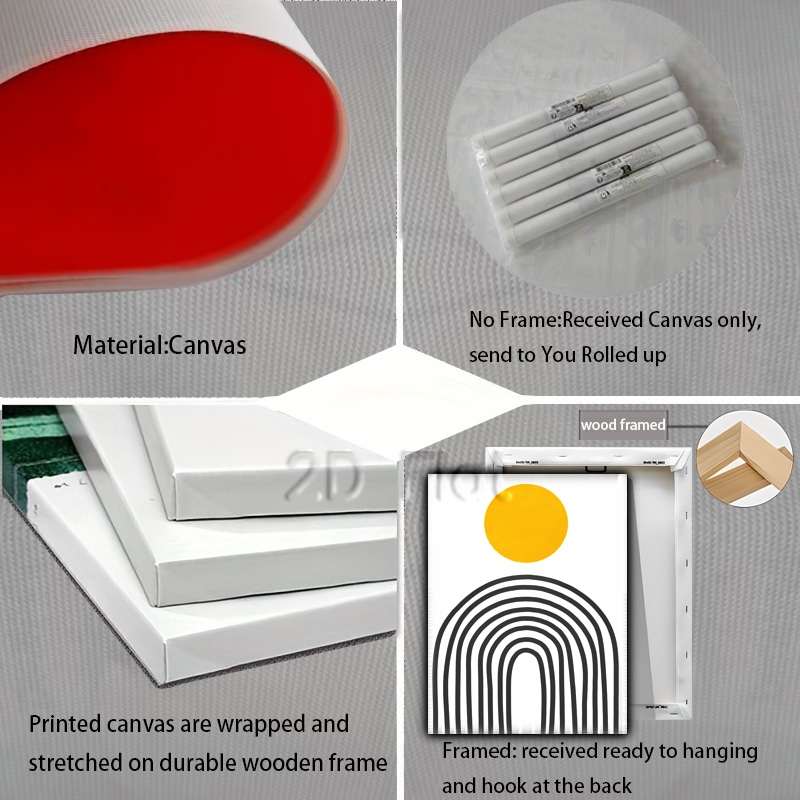 Material:Canvas
No Frame:Received Canvas only,
send to You Rolled up
wood framed
2D Flot
Printed canvas are wrapped and
stretched on durable wooden frame
Framed: received ready to hanging
and hook at the back